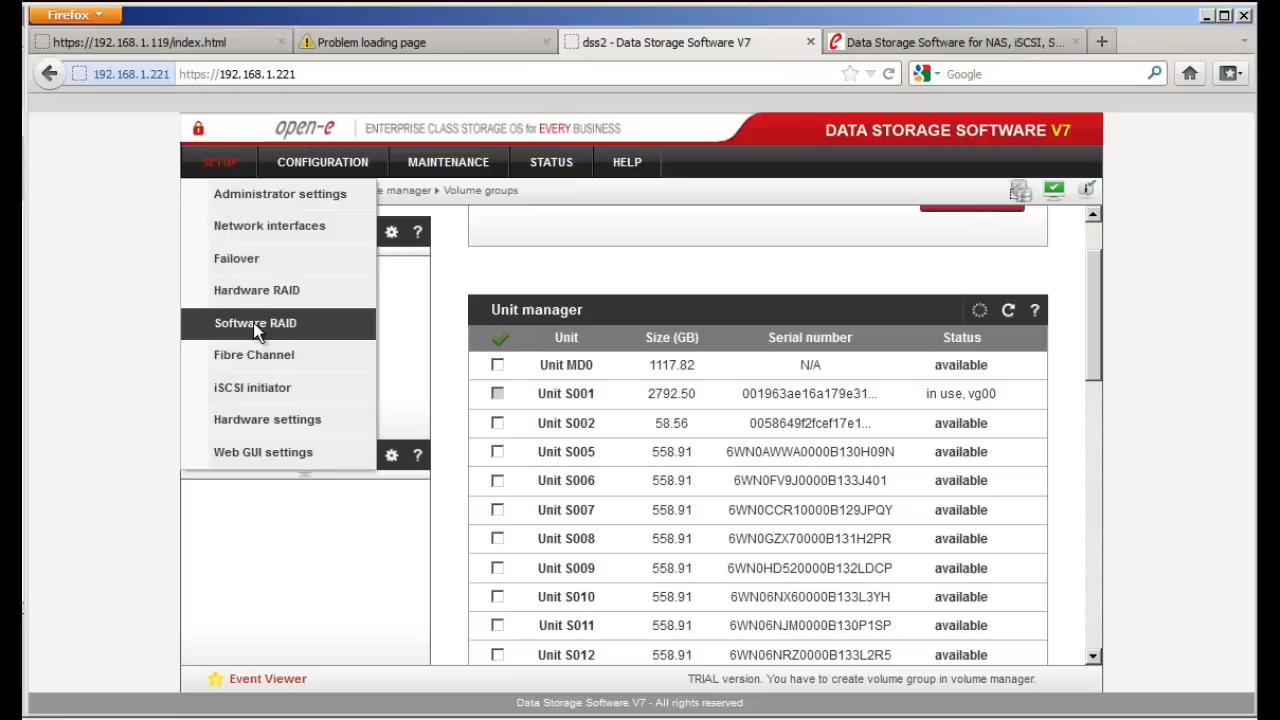 Firefox
https://192.168.1.119/index.html
Problem loading page
dss2 - Data Storage Software V7
Data Storage Software for NAS, iSCSI, S...
192.168.1.221
https://192.168.1.221
Google
open-e
ENTERPRISE CLASS STORAGE OS for EVERY BUSINESS
DATA STORAGE SOFTWARE V7
SETUP
CONFIGURATION
MAINTENANCE
STATUS
HELP
Administrator settings
Network interfaces
Failover
Hardware RAID
Software RAID
Fibre Channel
iSCSI initiator
Hardware settings
Web GUI settings
e manager
Volume groups
?
?
Unit manager
?
Unit Size (GB) Serial number Status
Unit MD0 1117.82 N/A available
Unit S001 2792.50 001963ae16a179e31... in use, vg00
Unit S002 58.56 0058649f2fcef17e1... available
Unit S005 558.91 6WN0AWWA0000B130H09N available
Unit S006 558.91 6WN0FV9J0000B133J401 available
Unit S007 558.91 6WN0CCR10000B129JPQY available
Unit S008 558.91 6WN0GZX70000B131H2PR available
Unit S009 558.91 6WN0HD520000B132LDCP available
Unit S010 558.91 6WN06NX60000B133L3YH available
Unit S011 558.91 6WN06NJM0000B130P1SP available
Unit S012 558.91 6WN06NRZ0000B133L2R5 available
Event Viewer
TRIAL version. You have to create volume group in volume manager.
Data Storage Software V7 - All rights reserved